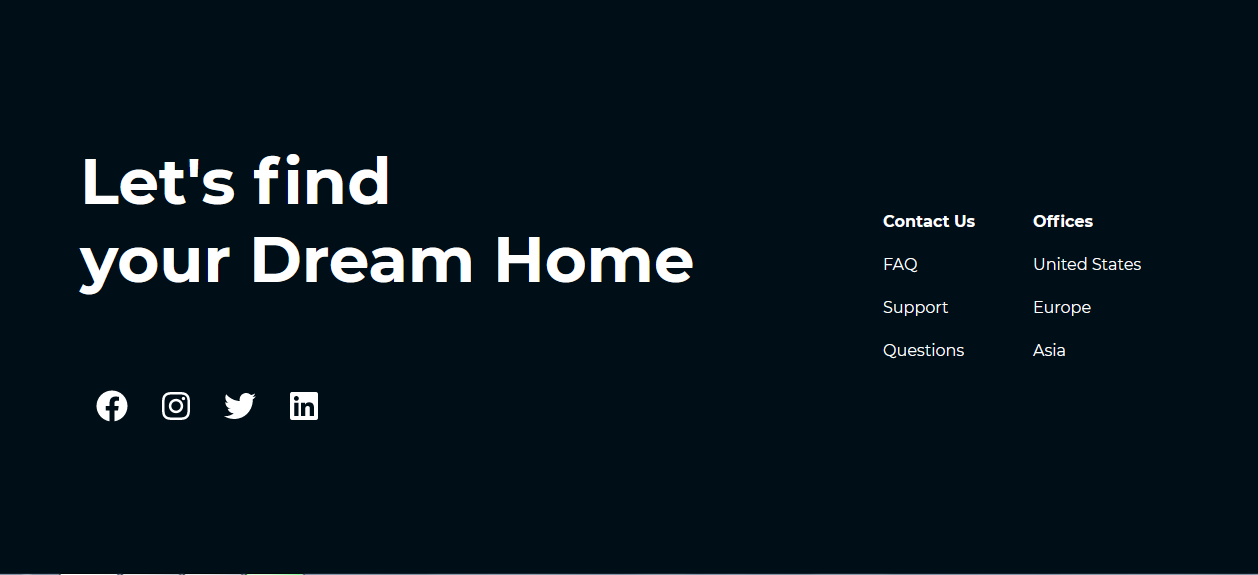 Let's find
your Dream Home
Contact Us
FAQ
Support
Questions
Offices
United States
Europe
Asia